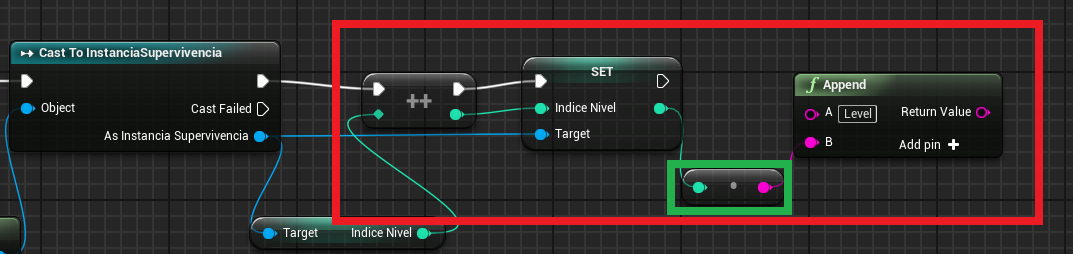 Cast To InstanciaSupervivencia
Object
Cast Failed
As Instancia Supervivencia
++
SET
Indice Nivel
Target
f Append
A Level Return Value
B Add pin +
Target Indice Nivel